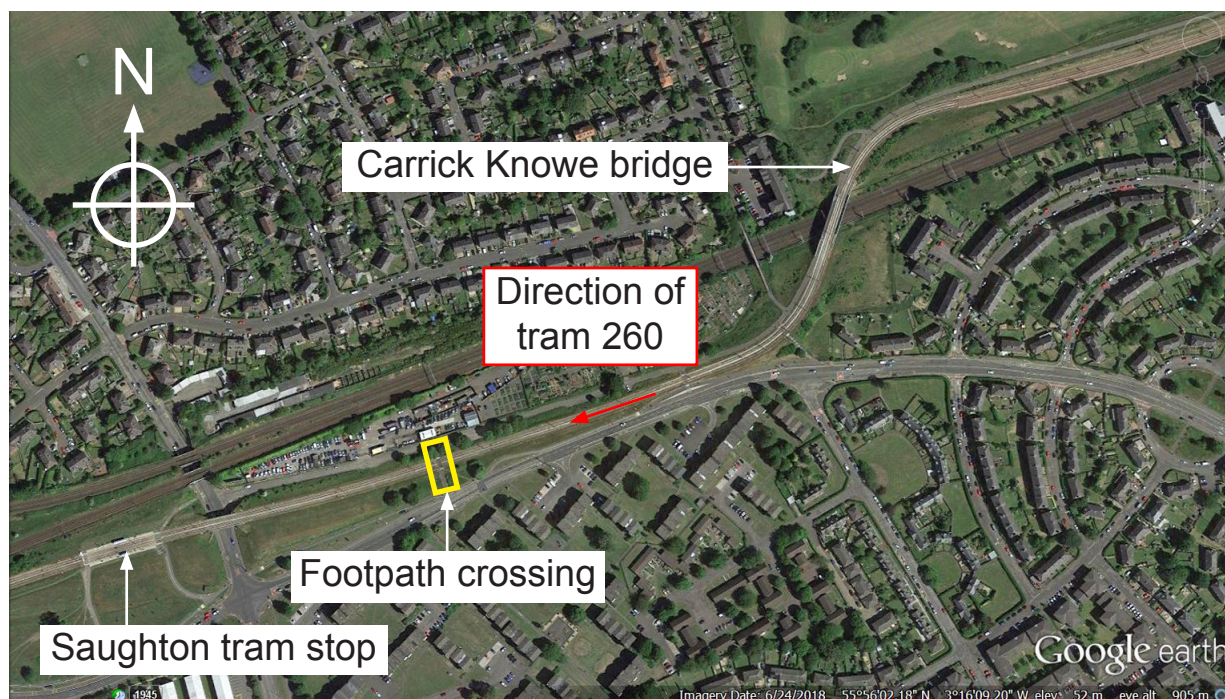 N
Carrick Knowe bridge
Direction of
tram 260
Footpath crossing
Saughton tram stop
Google earth
1945
Imagery Date: 6/24/2018 55°56'02.18" N 3°16'09.20" W elev 52 m eye alt 905 m